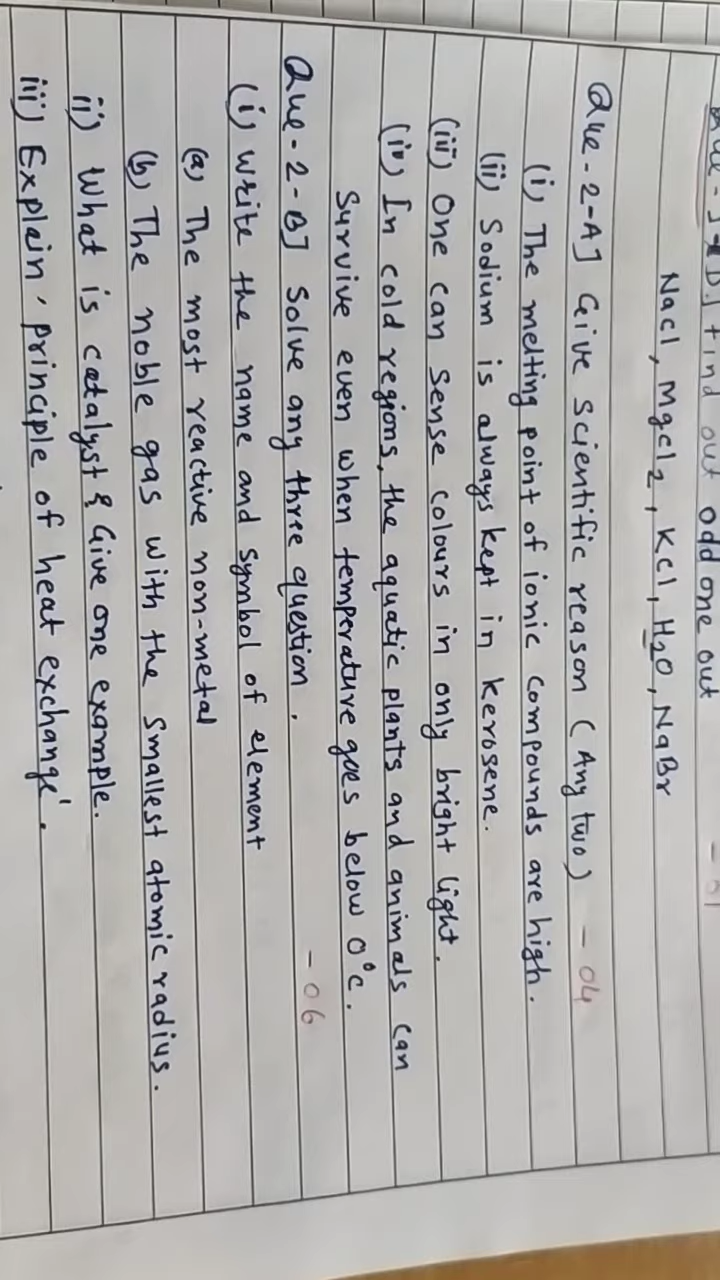 find out odd one out
NaCl, MgCl2, KCl, H2O, NaBr
Que-2-A] Give scientific reason (Any two) - 04
(i) The melting point of ionic compounds are high.
(ii) Sodium is always kept in kerosene.
(iii) One can sense colours in only bright light.
(iv) In cold regions, the aquatic plants and animals can
survive even when temperature goes below 0°c.
Que-2-B] Solve any three question. - 06
(i) write the name and symbol of element
(a) The most reactive non-metal
(b) The noble gas with the smallest atomic radius.
ii) What is catalyst & Give one example.
iii) Explain 'principle of heat exchange'.